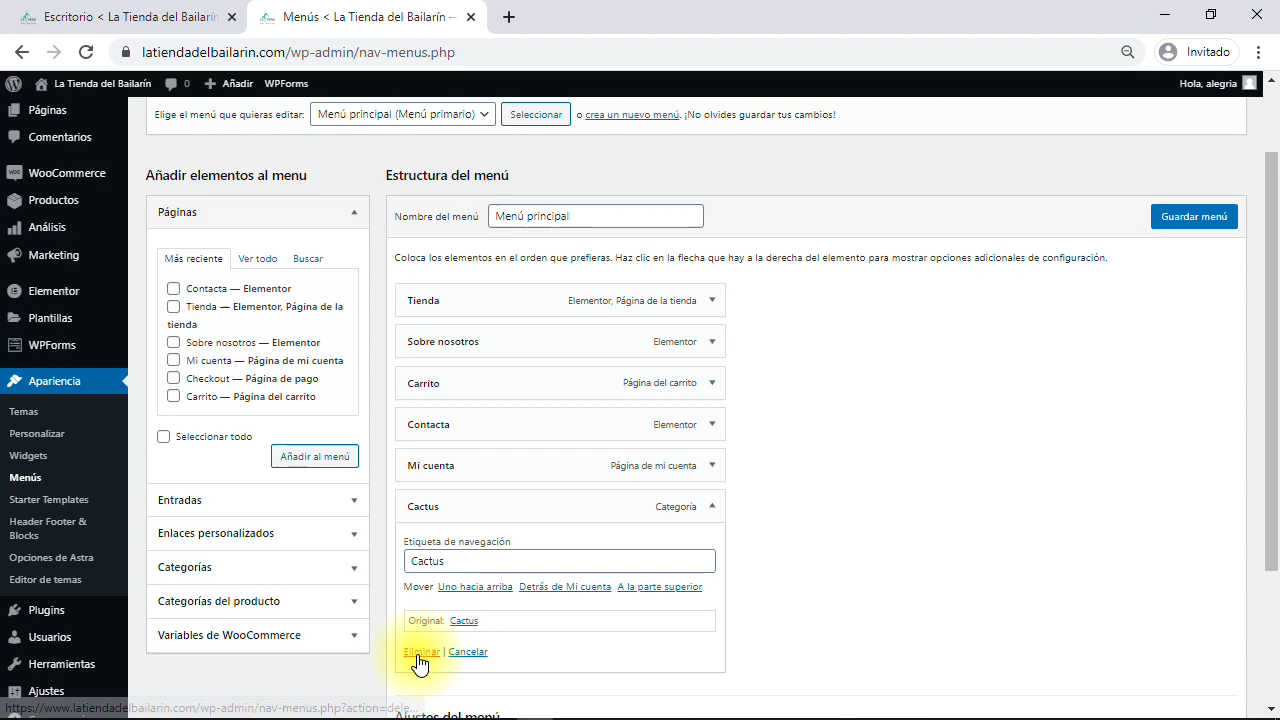 Escritorio < La Tienda del Bailarín
Menús < La Tienda del Bailarín —
latiendadelbailarin.com/wp-admin/nav-menus.php
Invitado
La Tienda del Bailarín
0
Añadir
WPForms
Hola, alegria
Páginas
Comentarios
WooCommerce
Productos
Análisis
Marketing
Elementor
Plantillas
WPForms
Apariencia
Temas
Personalizar
Widgets
Menús
Starter Templates
Header Footer &
Blocks
Opciones de Astra
Editor de temas
Plugins
Usuarios
Herramientas
Ajustes
Elige el menú que quieras editar:
Menú principal (Menú primario)
Seleccionar
o crea un nuevo menú. ¡No olvides guardar tus cambios!
Añadir elementos al menu
Páginas
Más reciente
Ver todo
Buscar
Contacta — Elementor
Tienda — Elementor, Página de la
tienda
Sobre nosotros — Elementor
Mi cuenta — Página de mi cuenta
Checkout — Página de pago
Carrito — Página del carrito
Seleccionar todo
Añadir al menú
Entradas
Enlaces personalizados
Categorías
Categorías del producto
Variables de WooCommerce
Estructura del menú
Nombre del menú
Menú principal
Guardar menú
Coloca los elementos en el orden que prefieras. Haz clic en la flecha que hay a la derecha del elemento para mostrar opciones adicionales de configuración.
Tienda
Elementor, Página de la tienda
Sobre nosotros
Elementor
Carrito
Página del carrito
Contacta
Elementor
Mi cuenta
Página de mi cuenta
Cactus
Categoría
Etiqueta de navegación
Cactus
Mover Uno hacia arriba Detrás de Mi cuenta A la parte superior
Original: Cactus
Eliminar | Cancelar
Ajustes del menú
https://www.latiendadelbailarin.com/wp-admin/nav-menus.php?action=dele...